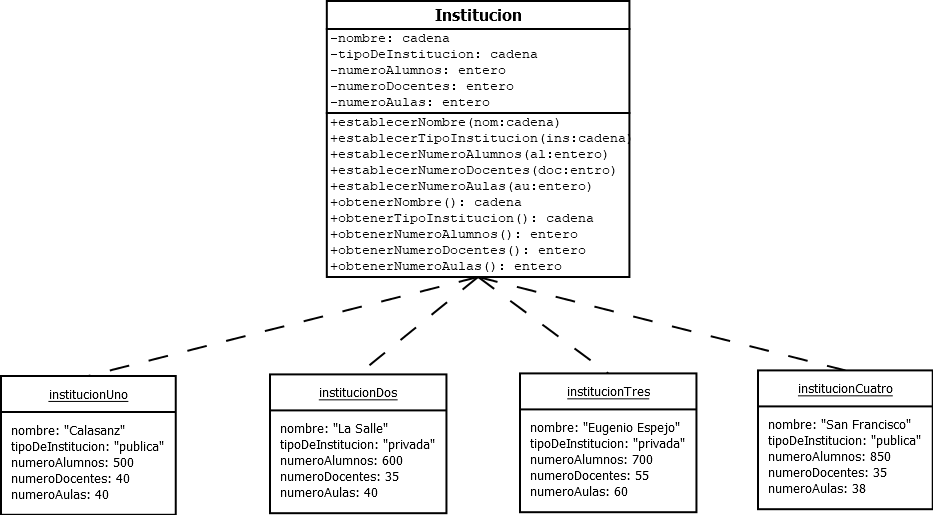 Institucion
-nombre: cadena
-tipoDeInstitucion: cadena
-numeroAlumnos: entero
-numeroDocentes: entero
-numeroAulas: entero
+establecerNombre(nom:cadena)
+establecerTipoInstitucion(ins:cadena)
+establecerNumeroAlumnos(al:entero)
+establecerNumeroDocentes(doc:entro)
+establecerNumeroAulas(au:entero)
+obtenerNombre(): cadena
+obtenerTipoInstitucion(): cadena
+obtenerNumeroAlumnos(): entero
+obtenerNumeroDocentes(): entero
+obtenerNumeroAulas(): entero
institucionUno
nombre: "Calasanz"
tipoDeInstitucion: "publica"
numeroAlumnos: 500
numeroDocentes: 40
numeroAulas: 40
institucionDos
nombre: "La Salle"
tipoDeInstitucion: "privada"
numeroAlumnos: 600
numeroDocentes: 35
numeroAulas: 40
institucionTres
nombre: "Eugenio Espejo"
tipoDeInstitucion: "privada"
numeroAlumnos: 700
numeroDocentes: 55
numeroAulas: 60
institucionCuatro
nombre: "San Francisco"
tipoDeInstitucion: "publica"
numeroAlumnos: 850
numeroDocentes: 35
numeroAulas: 38